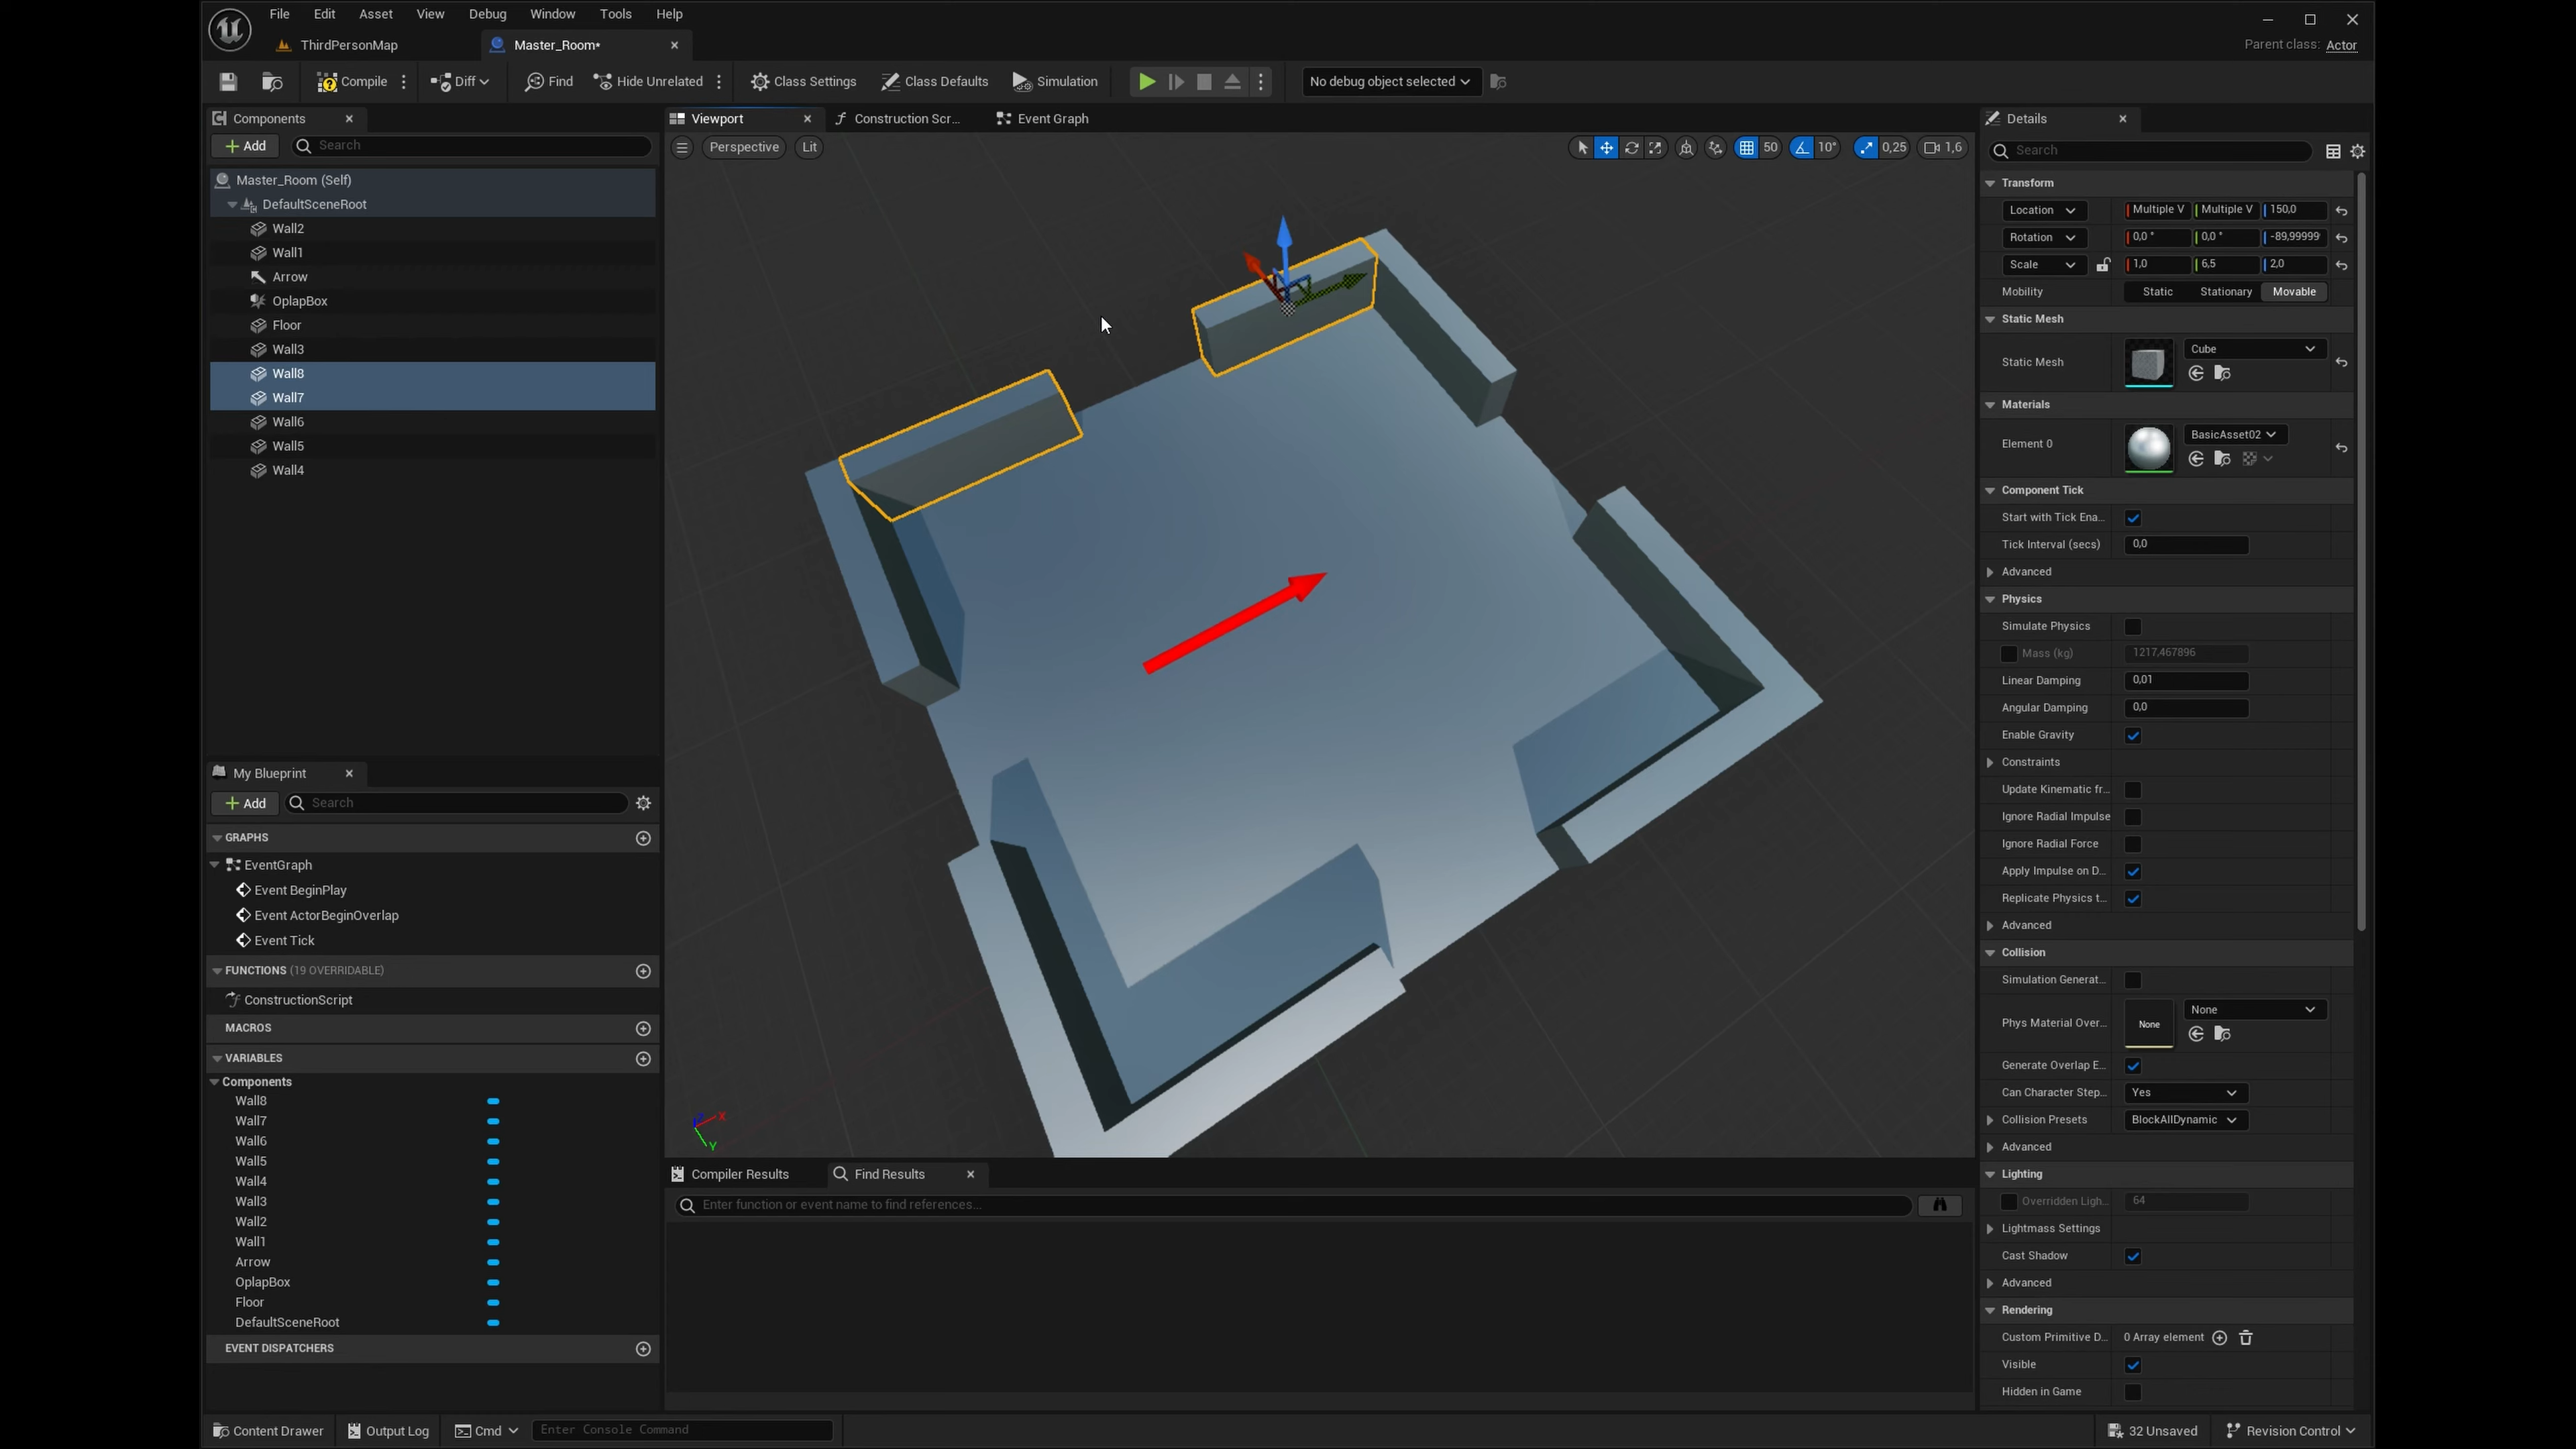 File Edit Asset View Debug Window Tools Help
ThirdPersonMap Master_Room* Parent class: Actor
Compile Diff Find Hide Unrelated Class Settings Class Defaults Simulation No debug object selected
Components
Add Search
Master_Room (Self)
DefaultSceneRoot
Wall2
Wall1
Arrow
OplapBox
Floor
Wall3
Wall8
Wall7
Wall6
Wall5
Wall4
My Blueprint
Add Search
GRAPHS
EventGraph
Event BeginPlay
Event ActorBeginOverlap
Event Tick
FUNCTIONS (19 OVERRIDABLE)
ConstructionScript
MACROS
VARIABLES
Components
Wall8
Wall7
Wall6
Wall5
Wall4
Wall3
Wall2
Wall1
Arrow
OplapBox
Floor
DefaultSceneRoot
EVENT DISPATCHERS
Viewport Construction Scr... Event Graph
Perspective Lit 50 10° 0,25 1,6
X
Y
Compiler Results Find Results
Enter function or event name to find references...
Details
Search
Transform
Location Multiple V Multiple V 150,0
Rotation 0,0 ° 0,0 ° -89,99999
Scale 1,0 6,5 2,0
Mobility Static Stationary Movable
Static Mesh
Static Mesh Cube
Materials
Element 0 BasicAsset02
Component Tick
Start with Tick Ena...
Tick Interval (secs) 0,0
Advanced
Physics
Simulate Physics
Mass (kg) 1217,467896
Linear Damping 0,01
Angular Damping 0,0
Enable Gravity
Constraints
Update Kinematic fr...
Ignore Radial Impulse
Ignore Radial Force
Apply Impulse on D...
Replicate Physics t...
Advanced
Collision
Simulation Generat...
Phys Material Over... None None
Generate Overlap E...
Can Character Step... Yes
Collision Presets BlockAllDynamic
Advanced
Lighting
Overridden Ligh... 64
Lightmass Settings
Cast Shadow
Advanced
Rendering
Custom Primitive D... 0 Array element
Visible
Hidden in Game
Content Drawer Output Log Cmd Enter Console Command 32 Unsaved Revision Control